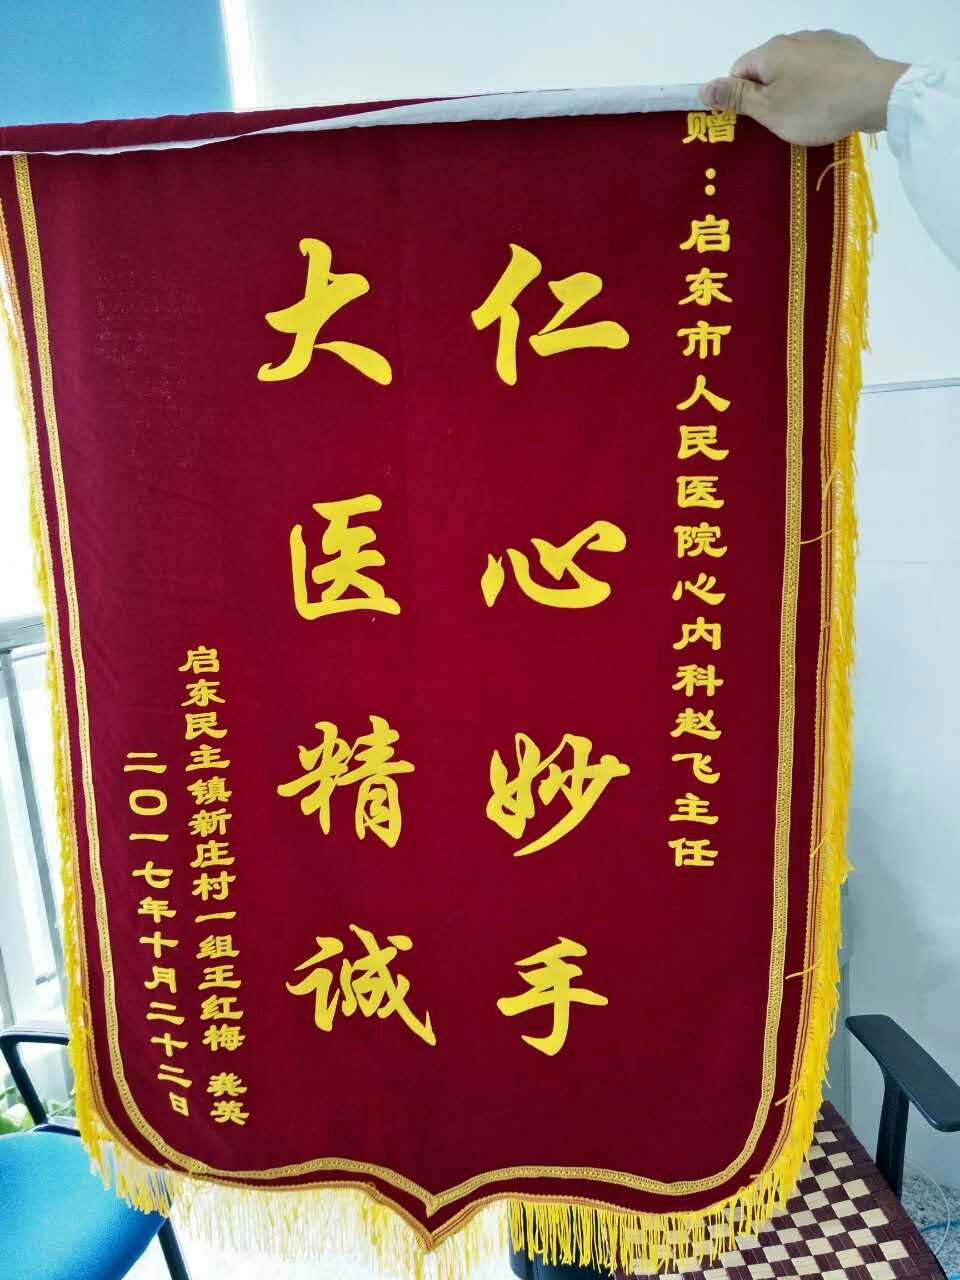 赠：启东市人民医院心内科赵飞主任
仁心妙手
大医精诚
启东民主镇新庄村一组王红梅 龚英
二〇一七年十月二十二日